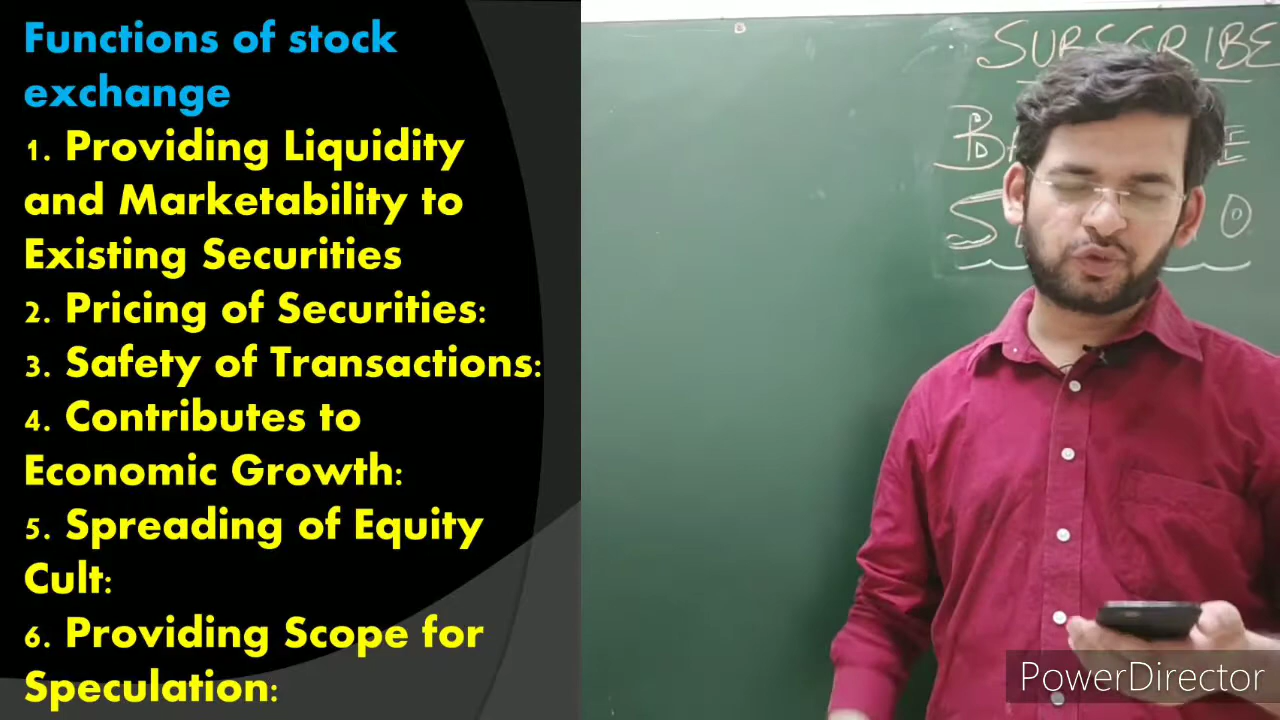 Functions of stock
exchange
1. Providing Liquidity
and Marketability to
Existing Securities
2. Pricing of Securities:
3. Safety of Transactions:
4. Contributes to
Economic Growth:
5. Spreading of Equity
Cult:
6. Providing Scope for
Speculation:
SUBSCRIBE
PowerDirector